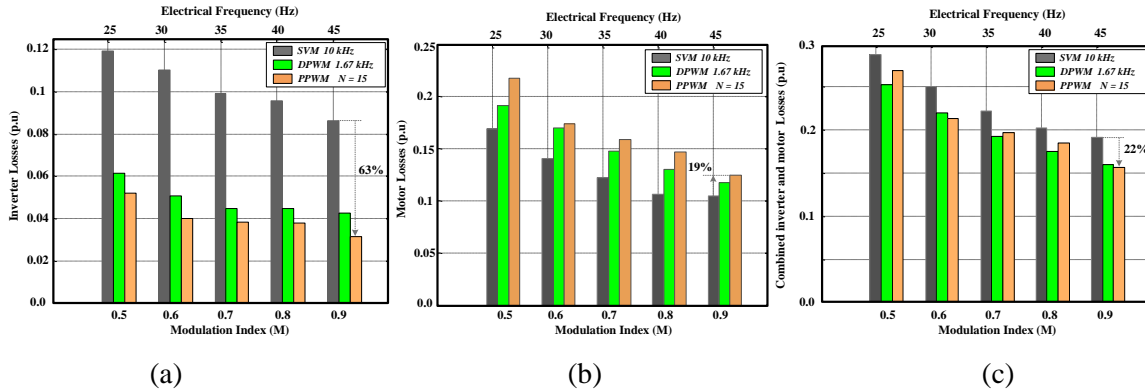 Electrical Frequency (Hz)
25 30 35 40 45
0.12
0.10
0.08
0.06
0.04
0.02
0.0
Inverter Losses (p.u)
SVM 10 kHz
DPWM 1.67 kHz
PPWM N = 15
63%
0.5 0.6 0.7 0.8 0.9
Modulation Index (M)
(a)
Electrical Frequency (Hz)
25 30 35 40 45
0.25
0.2
0.15
0.1
0.05
0.0
Motor Losses (p.u)
SVM 10 kHz
DPWM 1.67 kHz
PPWM N = 15
19%
0.5 0.6 0.7 0.8 0.9
Modulation Index (M)
(b)
Electrical Frequency (Hz)
25 30 35 40 45
0.3
0.2
0.1
0.0
Combined inverter and motor Losses (p.u)
SVM 10 kHz
DPWM 1.67 kHz
PPWM N = 15
22%
0.5 0.6 0.7 0.8 0.9
Modulation Index (M)
(c)